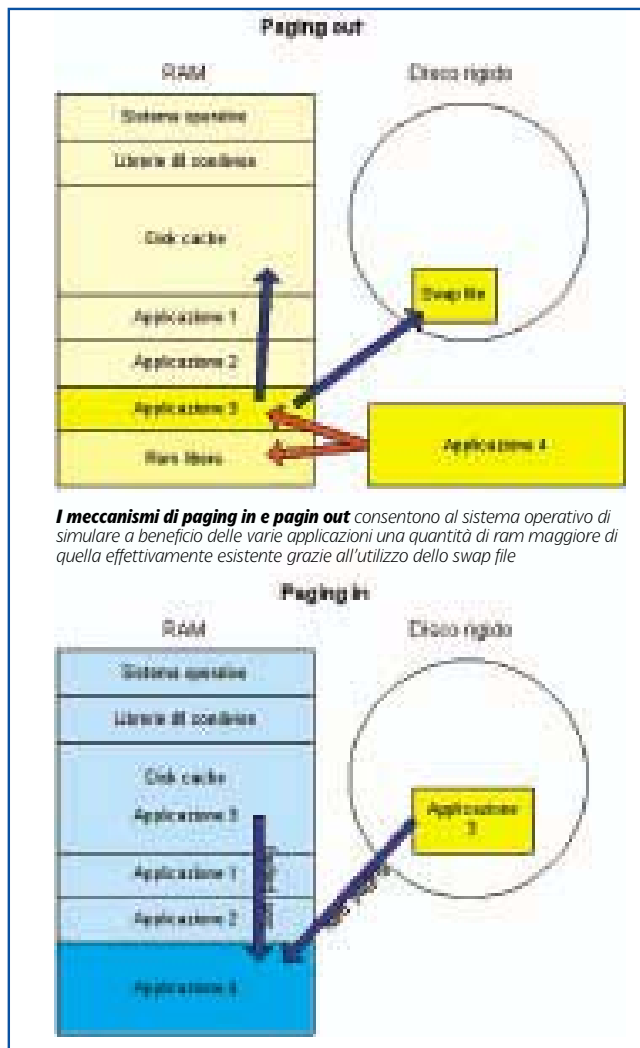 Paging out
RAM
Disco rigido
Sistema operativo
Librerie dll condivise
Disk cache
Swap file
Applicazione 1
Applicazione 2
Applicazione 3
Applicazione 4
Ram libera
I meccanismi di paging in e pagin out consentono al sistema operativo di
simulare a beneficio delle varie applicazioni una quantità di ram maggiore di
quella effettivamente esistente grazie all'utilizzo dello swap file
Paging in
RAM
Disco rigido
Sistema operativo
Librerie dll condivise
Disk cache
Applicazione 3
Applicazione
3
Applicazione 1
Applicazione 2
Applicazione